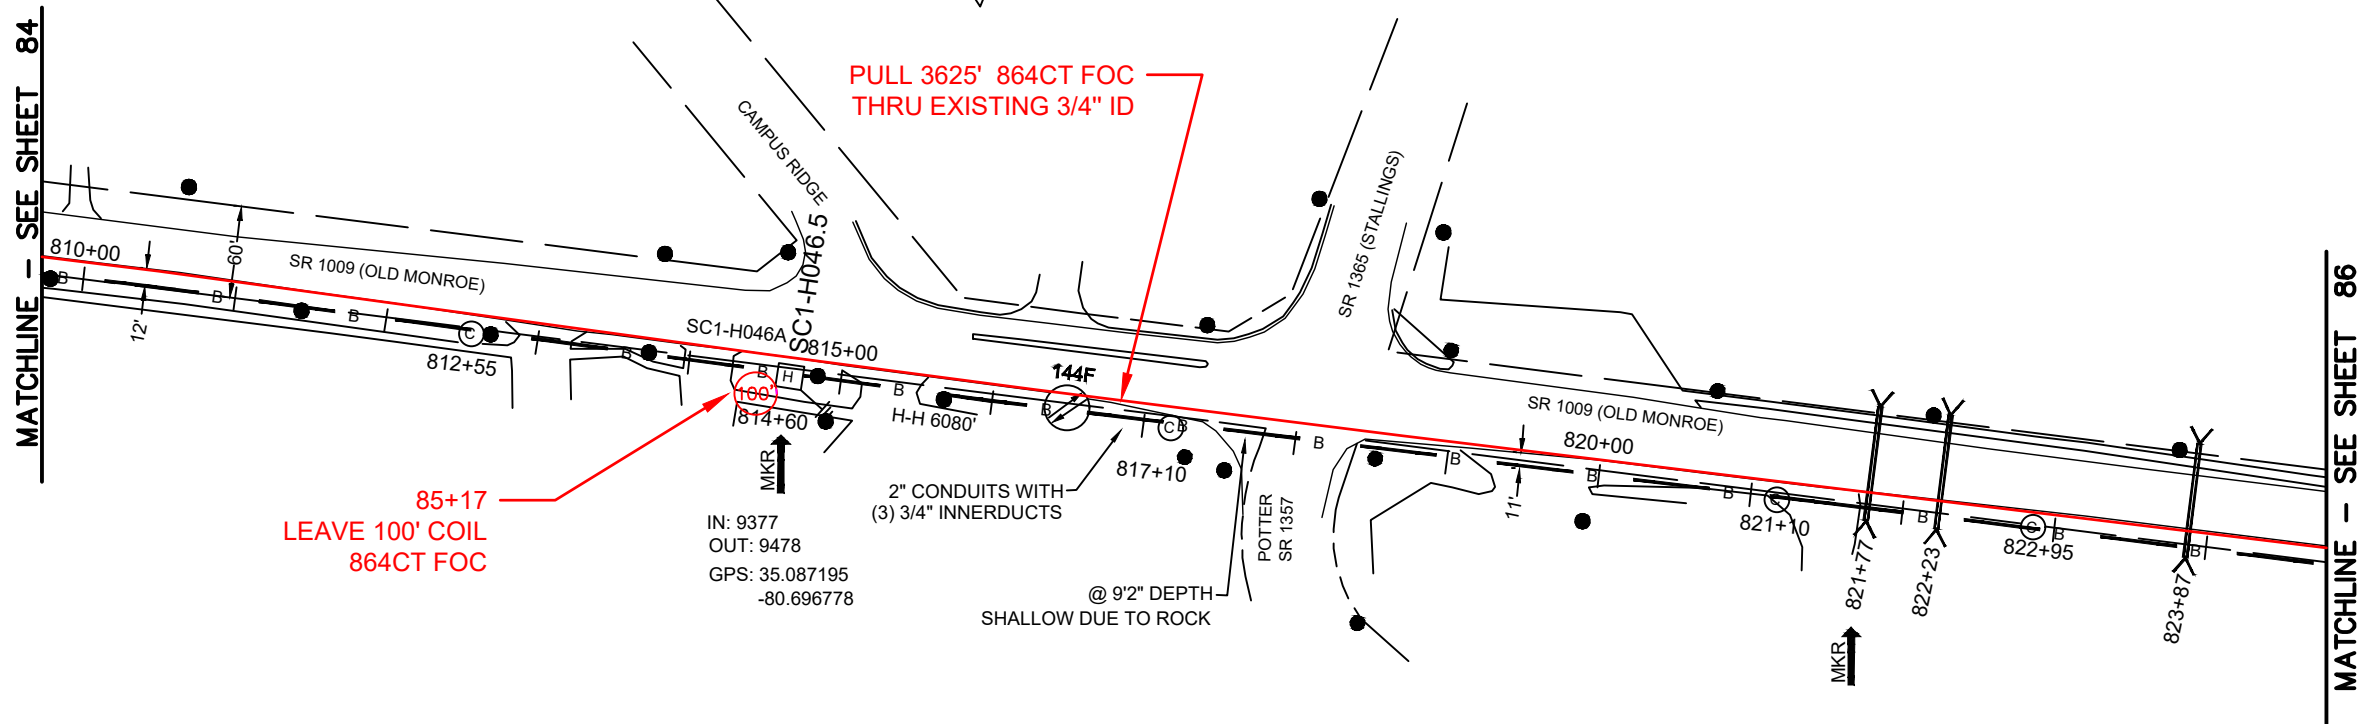 MATCHLINE - SEE SHEET 84
PULL 3625' 864CT FOC
THRU EXISTING 3/4" ID
CAMPUS RIDGE
SR 1365 (STALLINGS)
810+00
60'
12'
SR 1009 (OLD MONROE)
B
B
B
C
812+55
B
SC1-H046A
SC1-H046.5
815+00
B
H
100'
814+60
B
H-H 6080'
144F
B
C
B
817+10
B
MKR
85+17
LEAVE 100' COIL
864CT FOC
IN: 9377
OUT: 9478
GPS: 35.087195
-80.696778
2" CONDUITS WITH
(3) 3/4" INNERDUCTS
@ 9'2" DEPTH
SHALLOW DUE TO ROCK
POTTER
SR 1357
SR 1009 (OLD MONROE)
820+00
11'
B
B
B
C
821+10
821+77
B
822+23
C
B
822+95
B
823+87
MKR
MATCHLINE - SEE SHEET 86